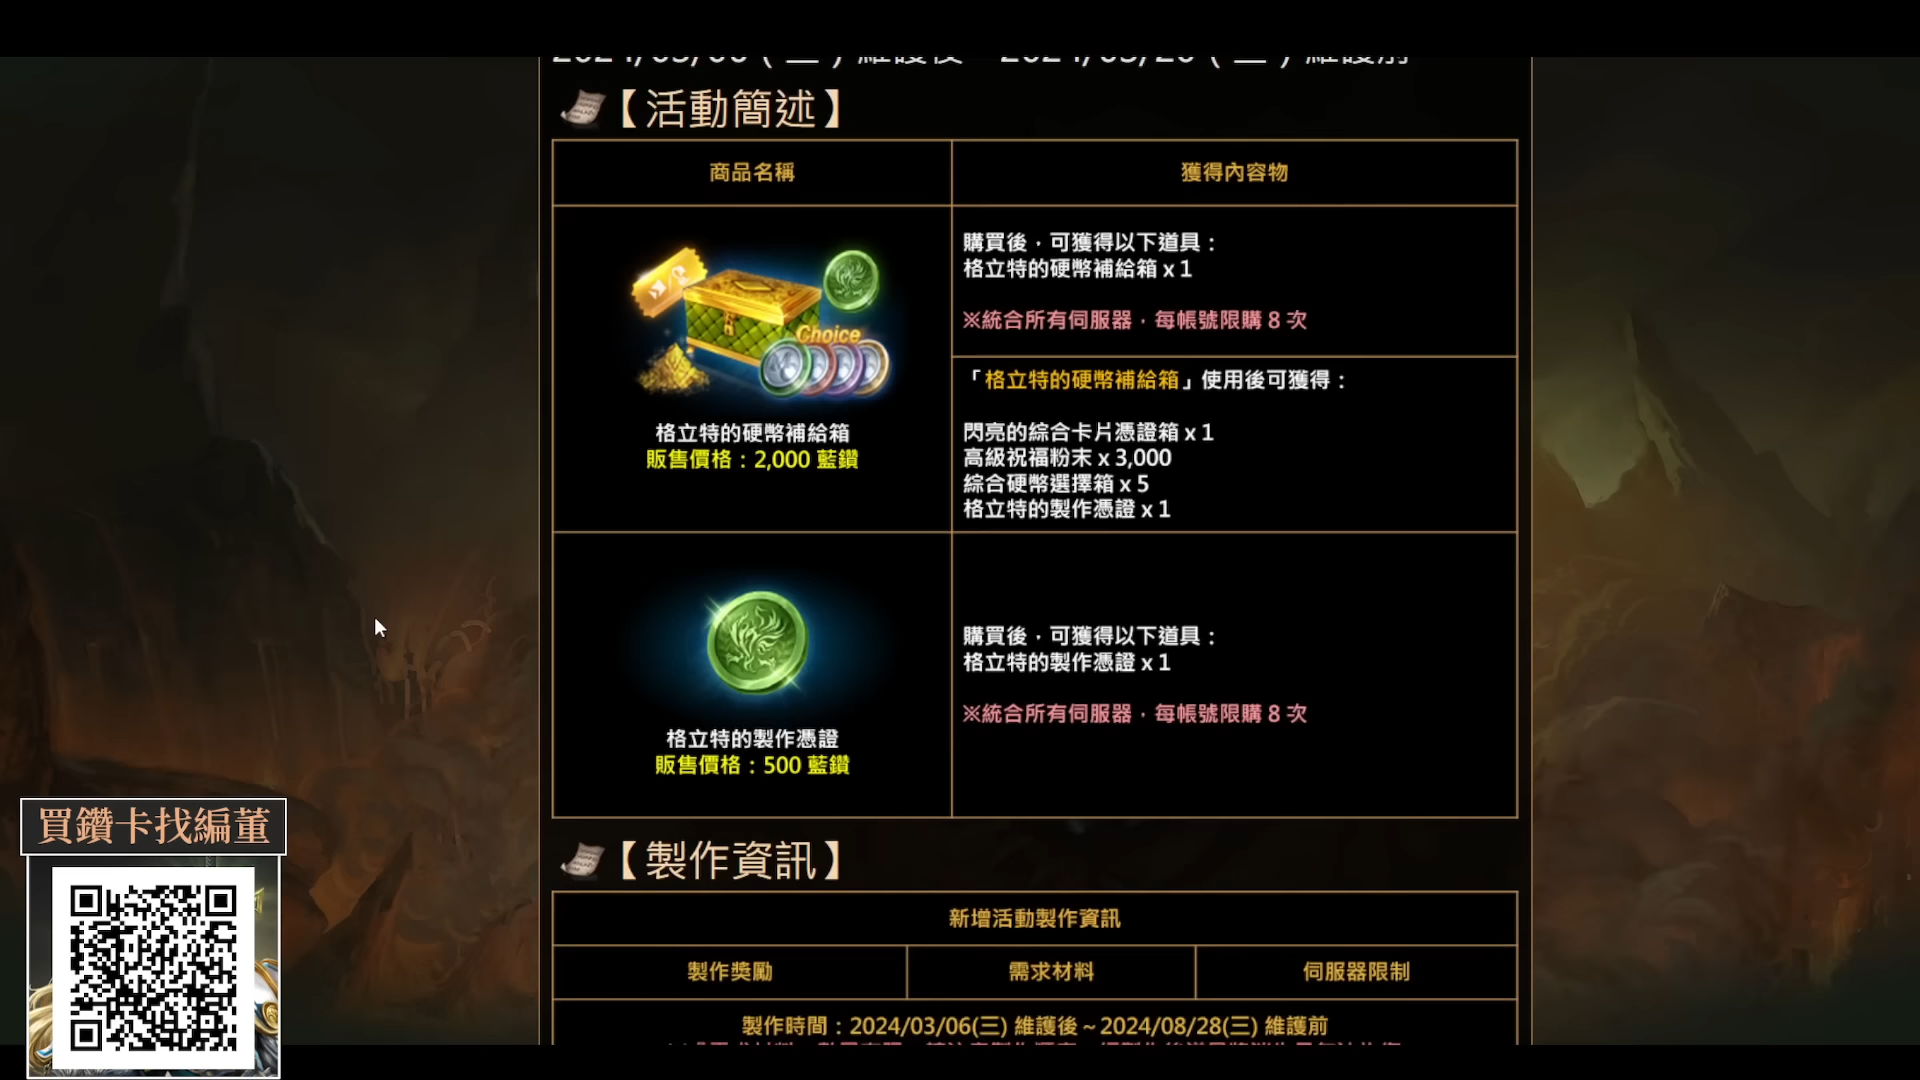 【活動簡述】
商品名稱
獲得內容物
購買後，可獲得以下道具：
格立特的硬幣補給箱 x 1
※統合所有伺服器，每帳號限購 8 次
Choice
格立特的硬幣補給箱
販售價格：2,000 藍鑽
「格立特的硬幣補給箱」使用後可獲得：
閃亮的綜合卡片憑證箱 x 1
高級祝福粉末 x 3,000
綜合硬幣選擇箱 x 5
格立特的製作憑證 x 1
購買後，可獲得以下道具：
格立特的製作憑證 x 1
※統合所有伺服器，每帳號限購 8 次
格立特的製作憑證
販售價格：500 藍鑽
【製作資訊】
新增活動製作資訊
製作獎勵
需求材料
伺服器限制
製作時間：2024/03/06(三) 維護後～2024/08/28(三) 維護前
買鑽卡找編董